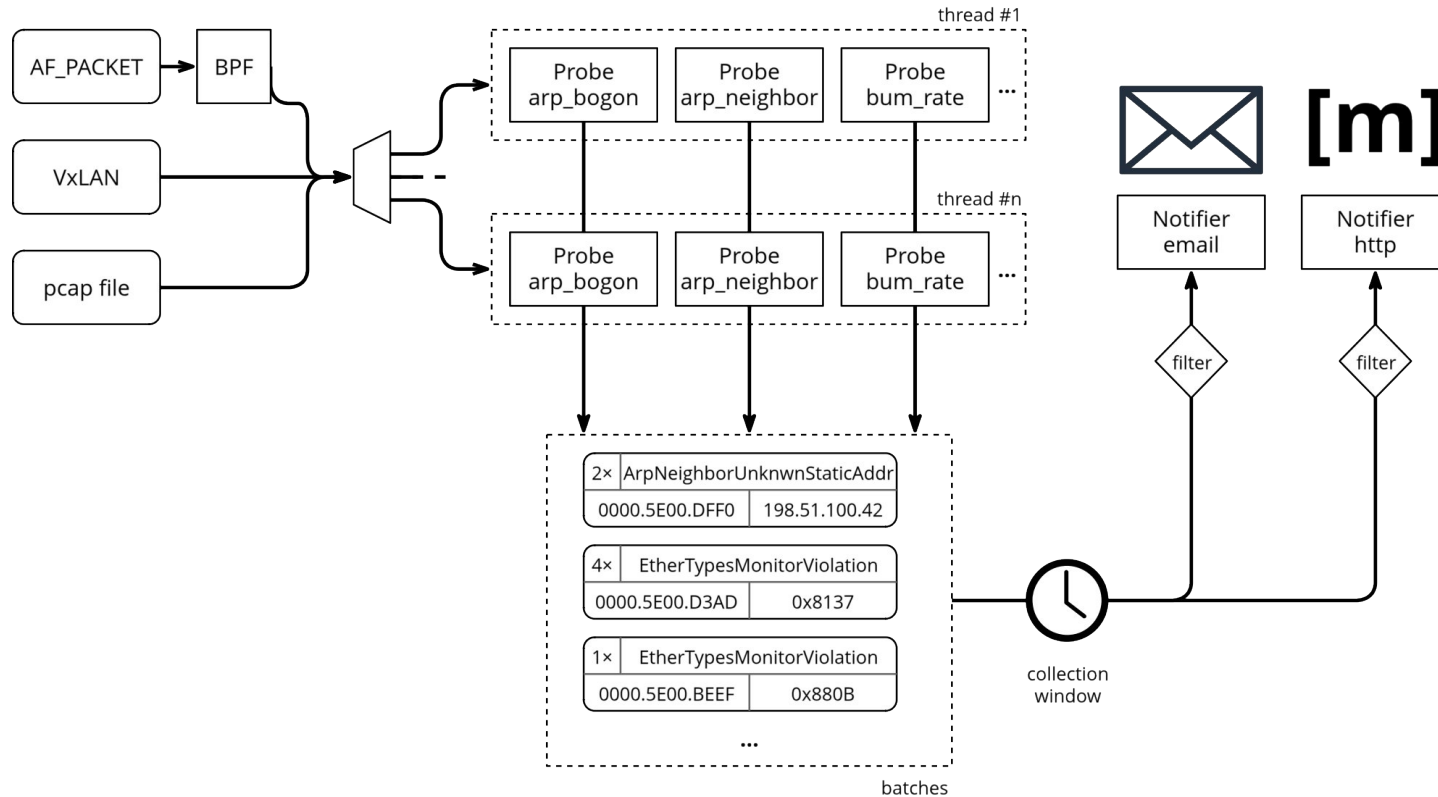 AF_PACKET
BPF
VxLAN
pcap file
thread #1
Probe
arp_bogon
Probe
arp_neighbor
Probe
bum_rate
...
thread #n
Probe
arp_bogon
Probe
arp_neighbor
Probe
bum_rate
...
2× ArpNeighborUnknwnStaticAddr
0000.5E00.DFF0 198.51.100.42
4× EtherTypesMonitorViolation
0000.5E00.D3AD 0x8137
1× EtherTypesMonitorViolation
0000.5E00.BEEF 0x880B
...
batches
collection
window
[m]
Notifier
email
Notifier
http
filter
filter